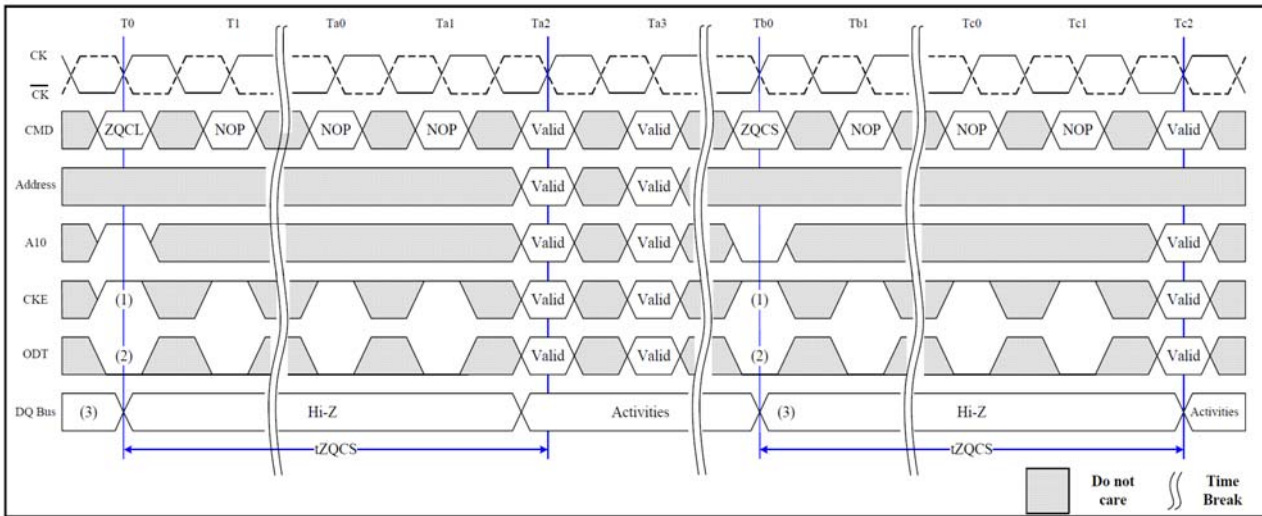 T0 T1 Ta0 Ta1 Ta2 Ta3 Tb0 Tb1 Tc0 Tc1 Tc2
CK
CK
CMD ZQCL NOP NOP NOP Valid Valid ZQCS NOP NOP NOP Valid
Address Valid Valid
A10 Valid Valid Valid
CKE (1) Valid Valid (1) Valid
ODT (2) Valid Valid (2) Valid
DQ Bus (3) Hi-Z Activities (3) Hi-Z Activities
tZQCS tZQCS
Do not
care
Time
Break